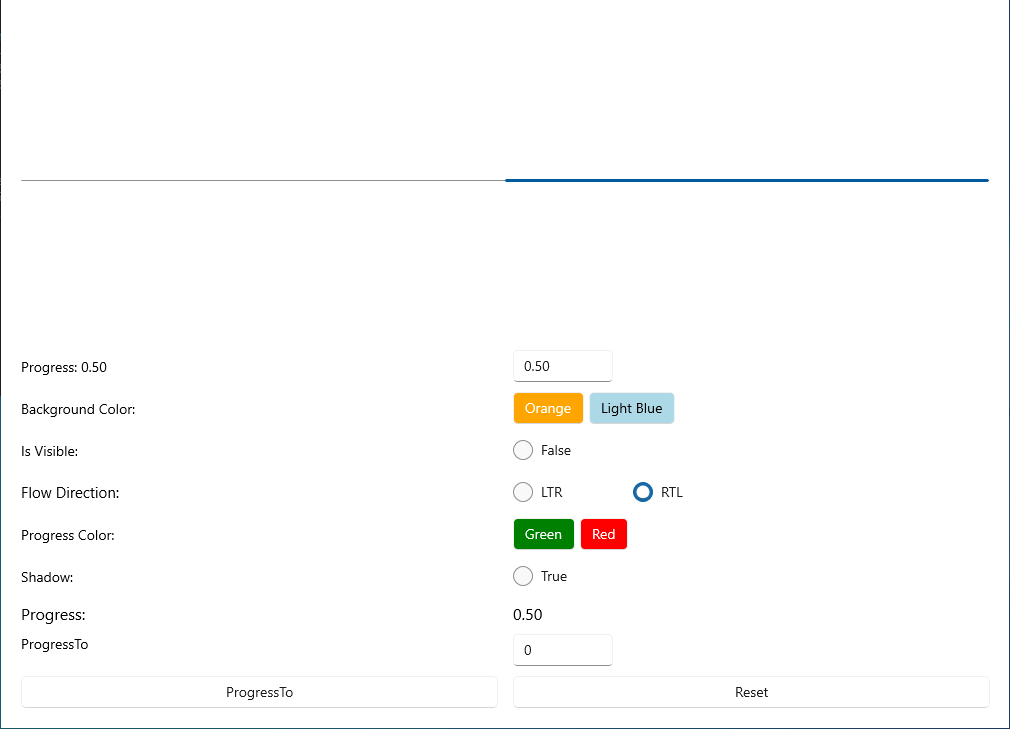 Progress: 0.50 0.50
Background Color: Orange Light Blue
Is Visible: False
Flow Direction: LTR RTL
Progress Color: Green Red
Shadow: True
Progress: 0.50
ProgressTo 0
ProgressTo Reset